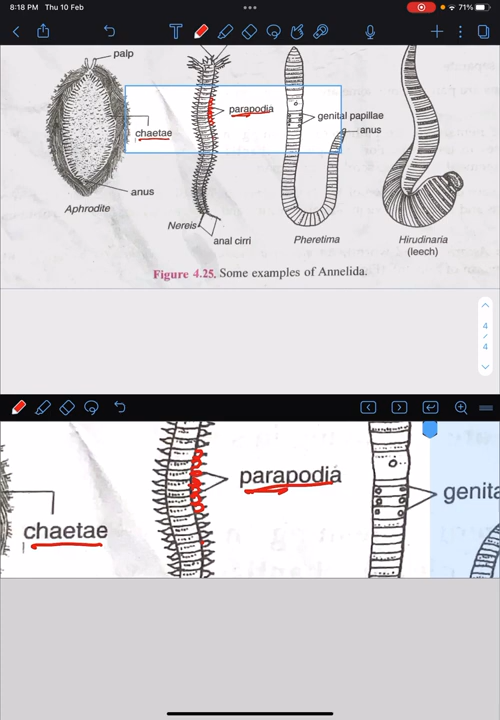 8:18 PM Thu 10 Feb
71%
T
palp
parapodia
genital papillae
chaetae
anus
anus
Aphrodite
Nereis
Pheretima
Hirudinaria
(leech)
anal cirri
Figure 4.25. Some examples of Annelida.
4
/
4
parapodia
genita
chaetae